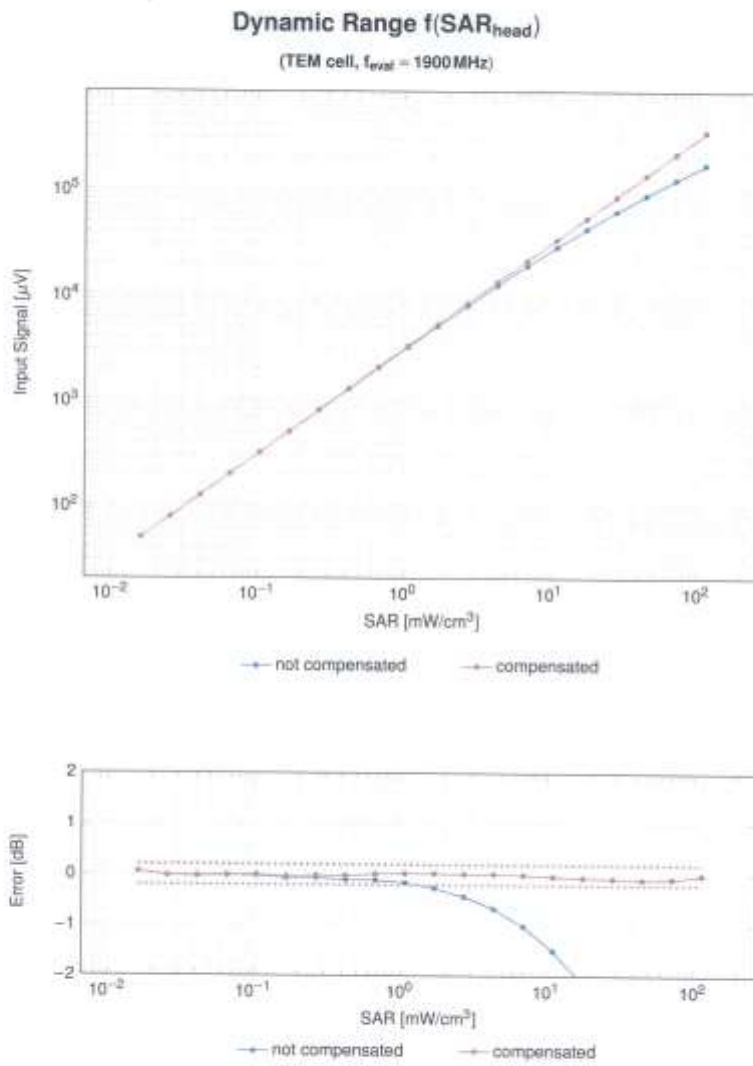 Dynamic Range f(SARhead)
(TEM cell, feval = 1900 MHz)
Input Signal [µV]
10⁵
10⁴
10³
10²
10⁻² 10⁻¹ 10⁰ 10¹ 10²
SAR [mW/cm³]
not compensated compensated
Error [dB]
2
1
0
−1
−2
10⁻² 10⁻¹ 10⁰ 10¹ 10²
SAR [mW/cm³]
not compensated compensated